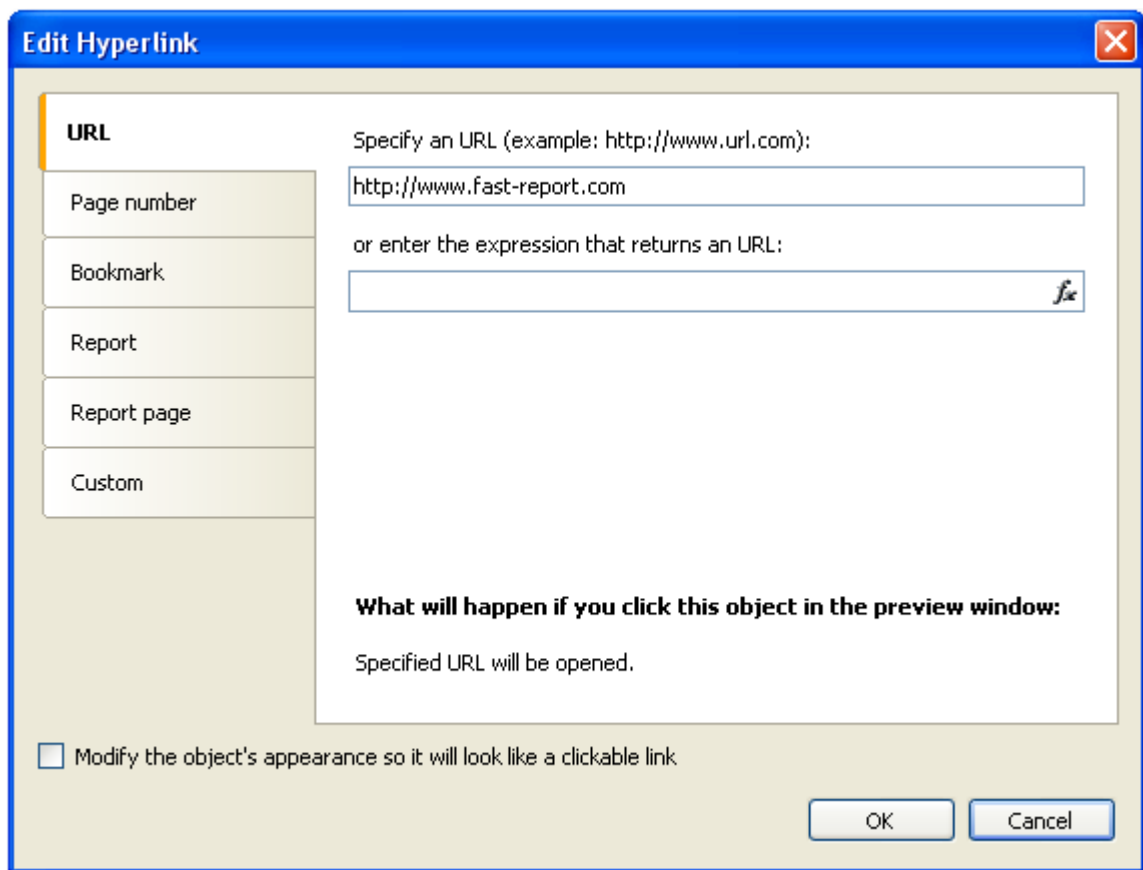 Edit Hyperlink
URL
Page number
Bookmark
Report
Report page
Custom
Specify an URL (example: http://www.url.com):
http://www.fast-report.com
or enter the expression that returns an URL:
fx
What will happen if you click this object in the preview window:
Specified URL will be opened.
Modify the object's appearance so it will look like a clickable link
OK
Cancel